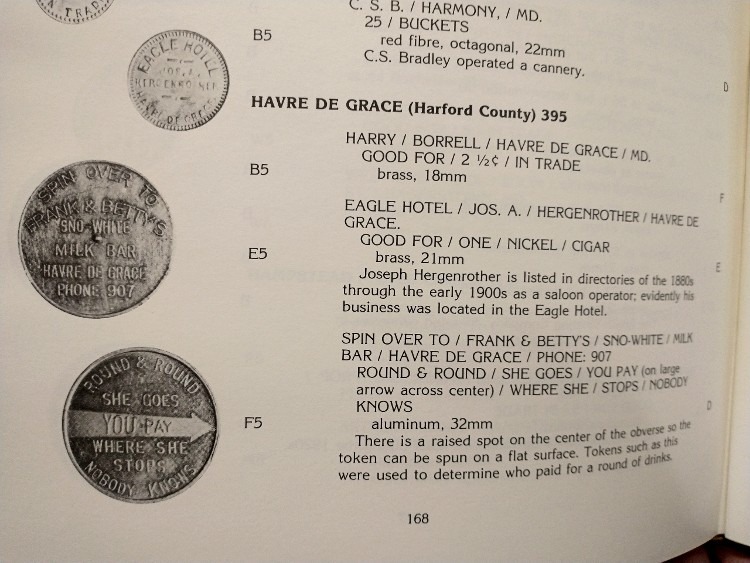 N TRADE
C. S. B. / HARMONY, / MD.
25 / BUCKETS
B5
red fibre, octagonal, 22mm
C.S. Bradley operated a cannery.
D
EAGLE HOTEL
JOS. A.
HERGENROTHER
HAVRE DE GRACE
HAVRE DE GRACE (Harford County) 395
HARRY / BORRELL / HAVRE DE GRACE / MD.
GOOD FOR / 2 ½¢ / IN TRADE
B5
brass, 18mm
F
SPIN OVER TO
FRANK & BETTY'S
SNO-WHITE
MILK BAR
HAVRE DE GRACE
PHONE 907
EAGLE HOTEL / JOS. A. / HERGENROTHER / HAVRE DE
GRACE.
GOOD FOR / ONE / NICKEL / CIGAR
E5
brass, 21mm
E
Joseph Hergenrother is listed in directories of the 1880s
through the early 1900s as a saloon operator; evidently his
business was located in the Eagle Hotel.
SPIN OVER TO / FRANK & BETTY'S / SNO-WHITE / MILK
BAR / HAVRE DE GRACE / PHONE: 907
ROUND & ROUND / SHE GOES / YOU PAY (on large
arrow across center) / WHERE SHE / STOPS / NOBODY
KNOWS
D
F5
aluminum, 32mm
There is a raised spot on the center of the obverse so the
token can be spun on a flat surface. Tokens such as this
were used to determine who paid for a round of drinks.
ROUND & ROUND
SHE GOES
YOU PAY
WHERE SHE
STOPS
NOBODY KNOWS
168